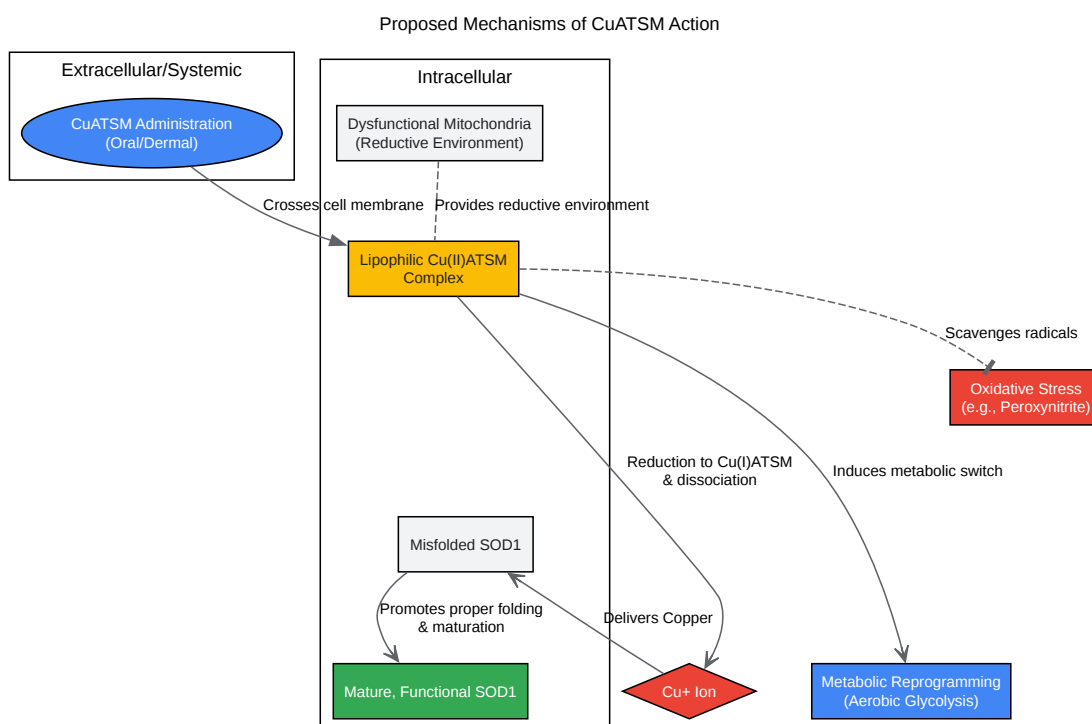 Proposed Mechanisms of CuATSM Action
Extracellular/Systemic
CuATSM Administration
(Oral/Dermal)
Intracellular
Dysfunctional Mitochondria
(Reductive Environment)
Crosses cell membrane
Provides reductive environment
Lipophilic Cu(II)ATSM
Complex
Scavenges radicals
Oxidative Stress
(e.g., Peroxynitrite)
Reduction to Cu(I)ATSM
& dissociation
Induces metabolic switch
Misfolded SOD1
Promotes proper folding
& maturation
Delivers Copper
Mature, Functional SOD1
Cu+ Ion
Metabolic Reprogramming
(Aerobic Glycolysis)